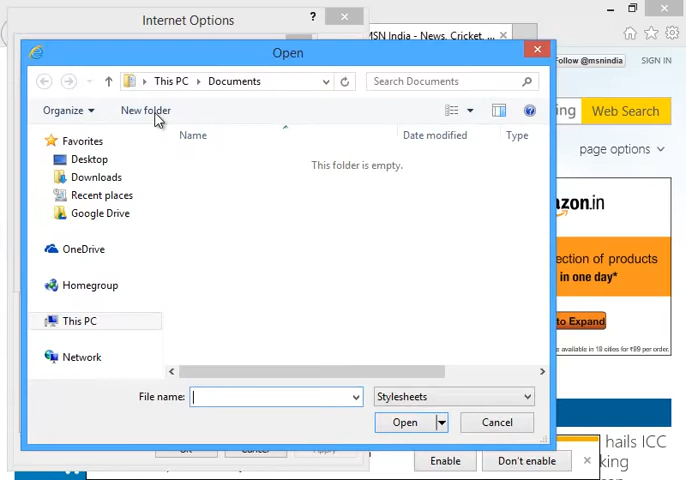 Internet Options
?
MSN India - News, Cricket,
Open
This PC
Documents
Search Documents
Follow @msnindia
SIGN IN
Organize
New folder
ing
Web Search
Name
Date modified
Type
page options
Favorites
This folder is empty.
Desktop
Downloads
Recent places
Google Drive
azon.in
OneDrive
ection of products
in one day*
Homegroup
This PC
to Expand
available in 18 cities for ₹99 per order.
Network
File name:
Stylesheets
Open
Cancel
hails ICC
Enable
Don't enable
king